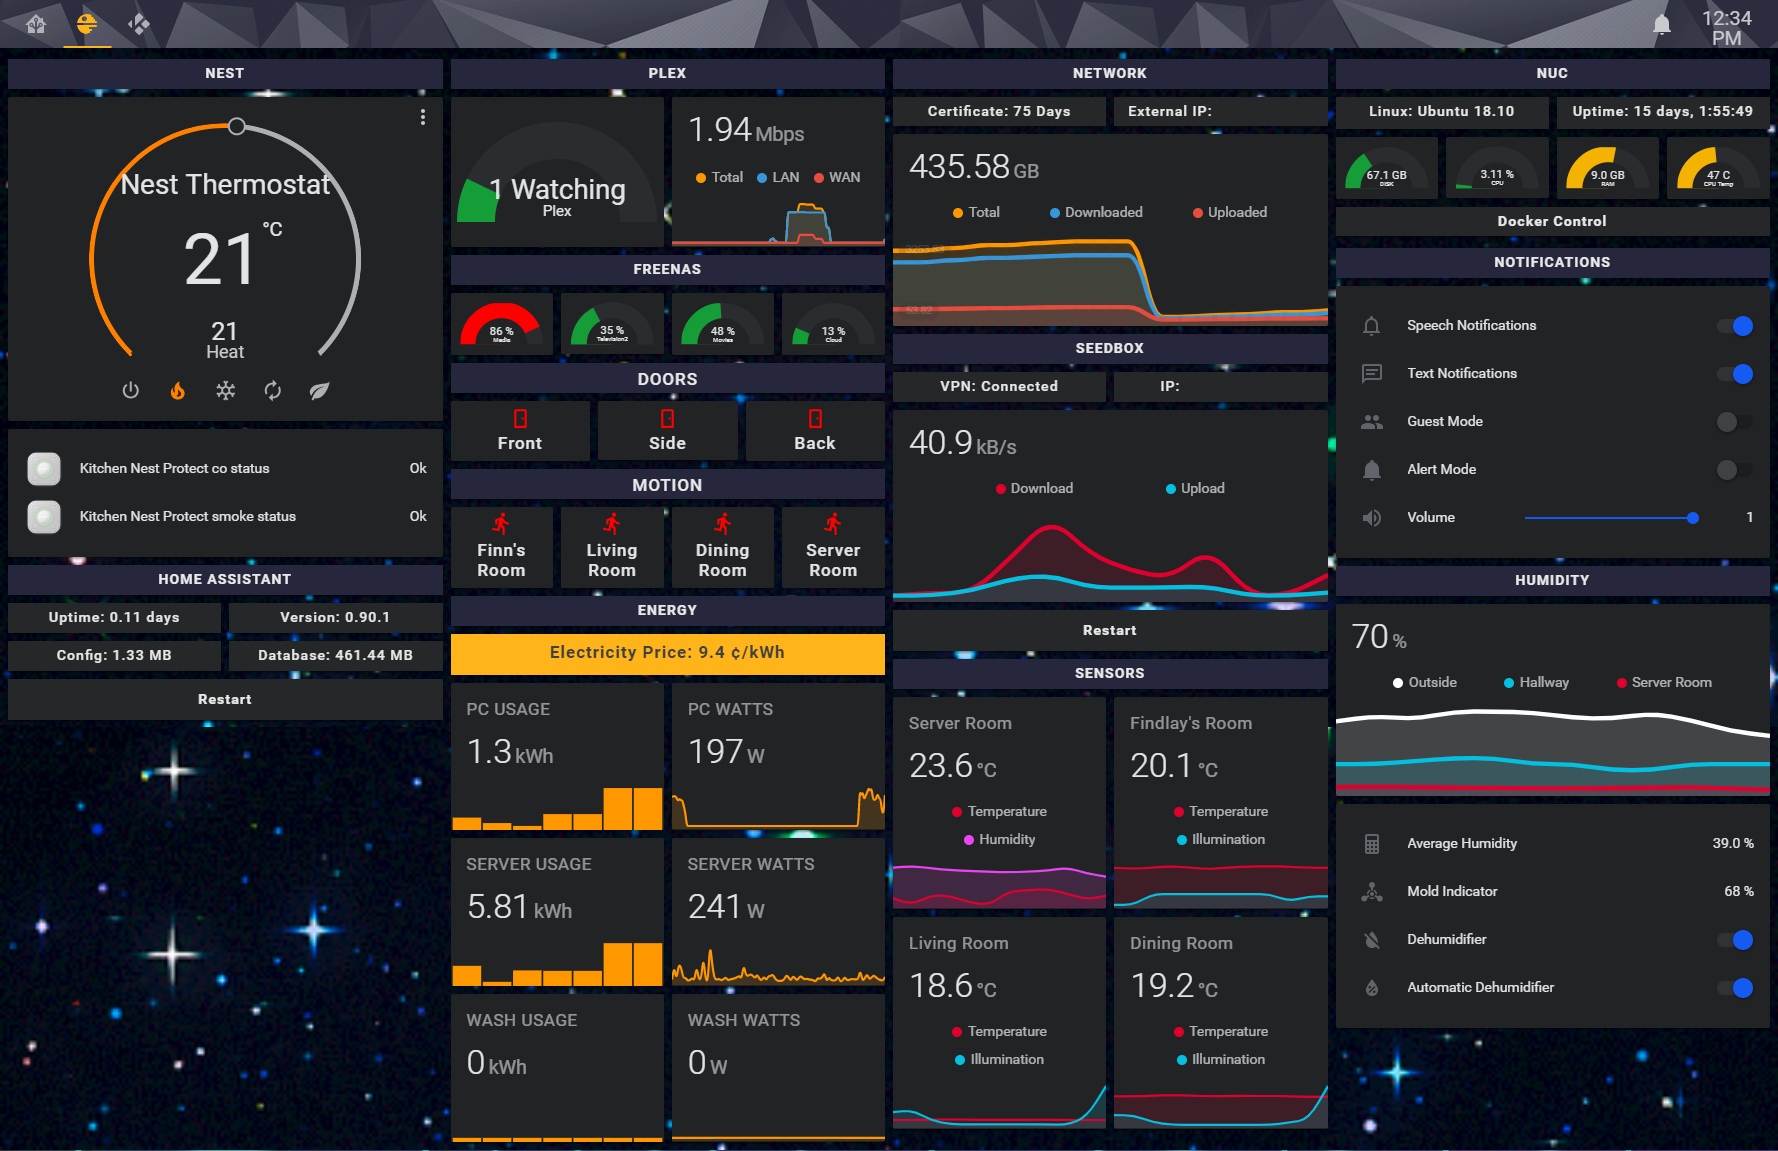 12:34
PM
NEST
Nest Thermostat
21 °C
21
Heat
Kitchen Nest Protect co status Ok
Kitchen Nest Protect smoke status Ok
HOME ASSISTANT
Uptime: 0.11 days
Version: 0.90.1
Config: 1.33 MB
Database: 461.44 MB
Restart
PLEX
1 Watching
Plex
1.94 Mbps
Total LAN WAN
FREENAS
86 %
Media
35 %
Television2
48 %
Movies
13 %
Cloud
DOORS
Front
Side
Back
MOTION
Finn's
Room
Living
Room
Dining
Room
Server
Room
ENERGY
Electricity Price: 9.4 ¢/kWh
PC USAGE
1.3 kWh
PC WATTS
197 W
SERVER USAGE
5.81 kWh
SERVER WATTS
241 W
WASH USAGE
0 kWh
WASH WATTS
0 W
NETWORK
Certificate: 75 Days
External IP:
435.58 GB
Total Downloaded Uploaded
53.82
SEEDBOX
VPN: Connected
IP:
40.9 kB/s
Download Upload
Restart
SENSORS
Server Room
23.6 °C
Temperature
Humidity
Findlay's Room
20.1 °C
Temperature
Illumination
Living Room
18.6 °C
Temperature
Illumination
Dining Room
19.2 °C
Temperature
Illumination
NUC
Linux: Ubuntu 18.10
Uptime: 15 days, 1:55:49
67.1 GB
DISK
3.11 %
CPU
9.0 GB
RAM
47 C
CPU Temp
Docker Control
NOTIFICATIONS
Speech Notifications
Text Notifications
Guest Mode
Alert Mode
Volume 1
HUMIDITY
70 %
Outside Hallway Server Room
Average Humidity 39.0 %
Mold Indicator 68 %
Dehumidifier
Automatic Dehumidifier